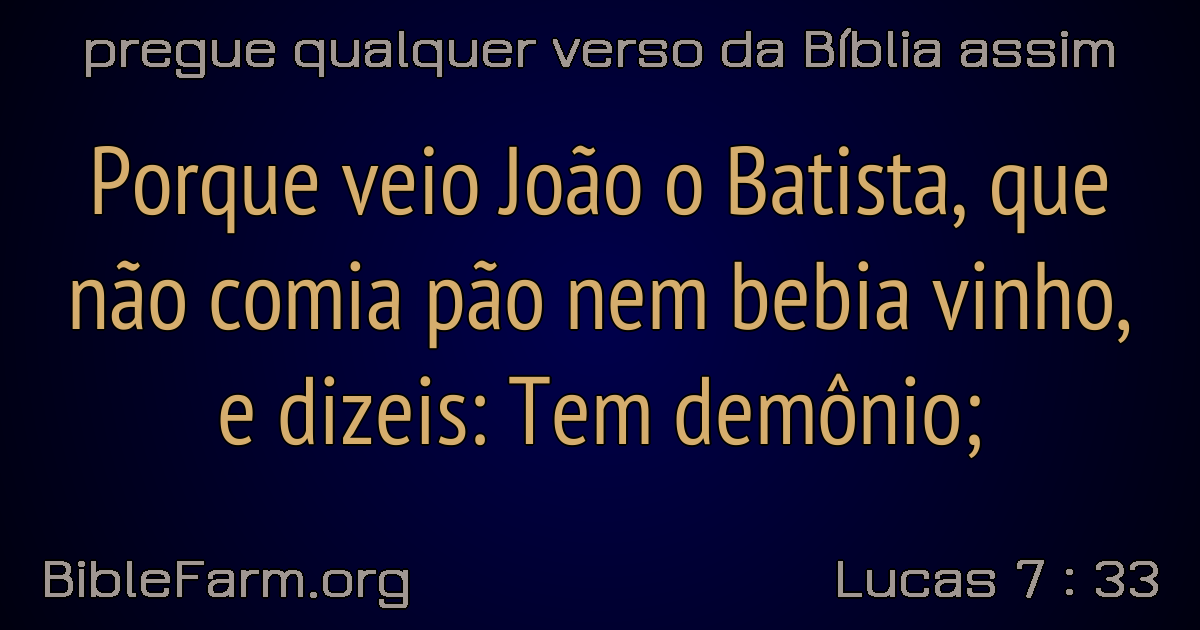 pregue qualquer verso da Bíblia assim
Porque veio João o Batista, que
não comia pão nem bebia vinho,
e dizeis: Tem demônio;
BibleFarm.org
Lucas 7 : 33